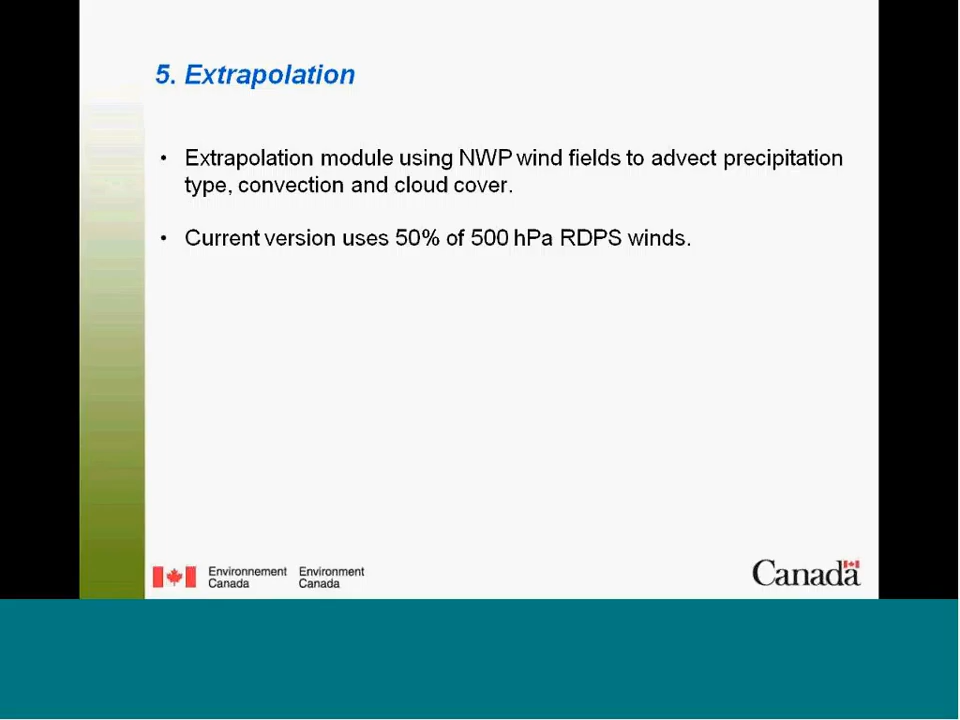 5. Extrapolation
• Extrapolation module using NWP wind fields to advect precipitation
type, convection and cloud cover.
• Current version uses 50% of 500 hPa RDPS winds.
Environnement Environment
Canada Canada
Canada